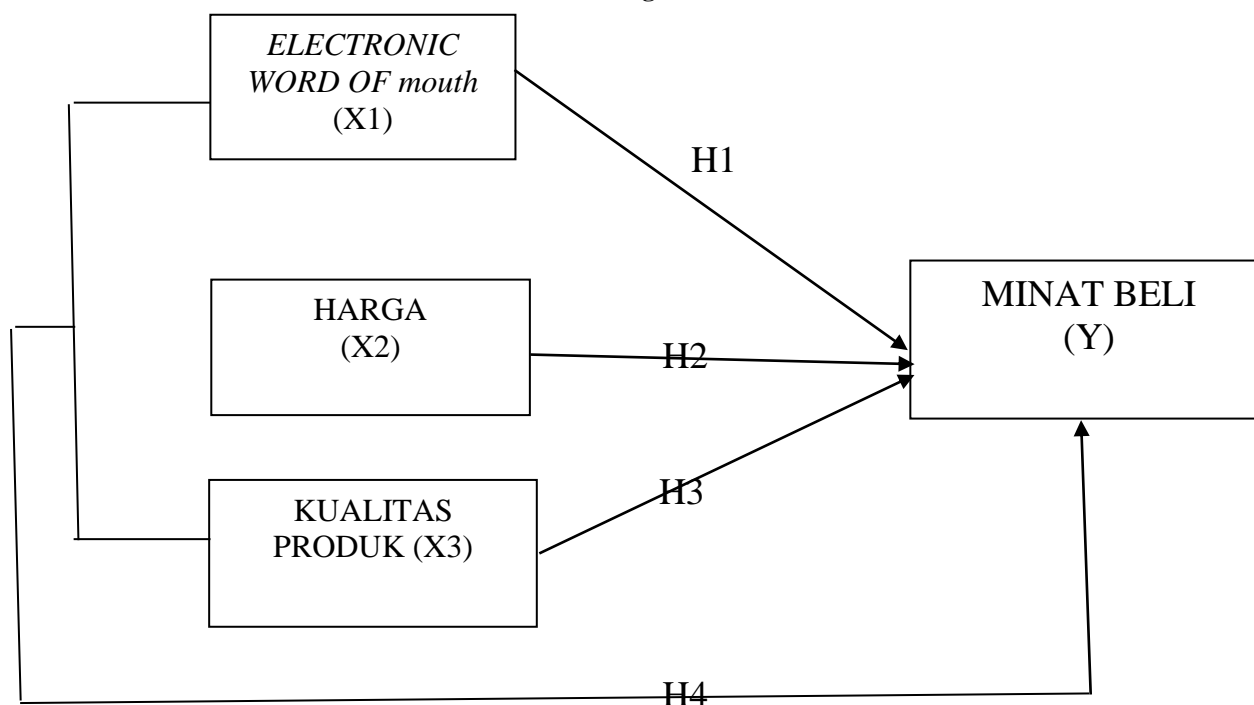 ELECTRONIC
WORD OF mouth
(X1)
H1
HARGA
(X2)
H2
MINAT BELI
(Y)
KUALITAS
PRODUK (X3)
H3
H4